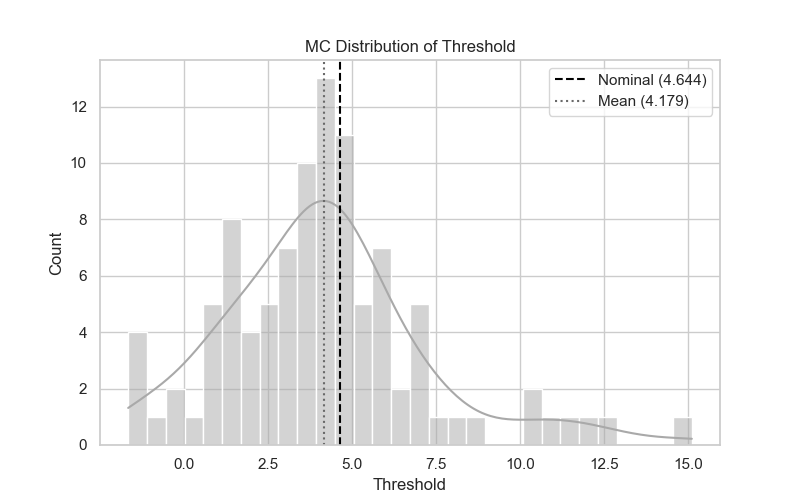 MC Distribution of Threshold
Nominal (4.644)
Mean (4.179)
Count
12
10
8
6
4
2
0
0.0 2.5 5.0 7.5 10.0 12.5 15.0
Threshold